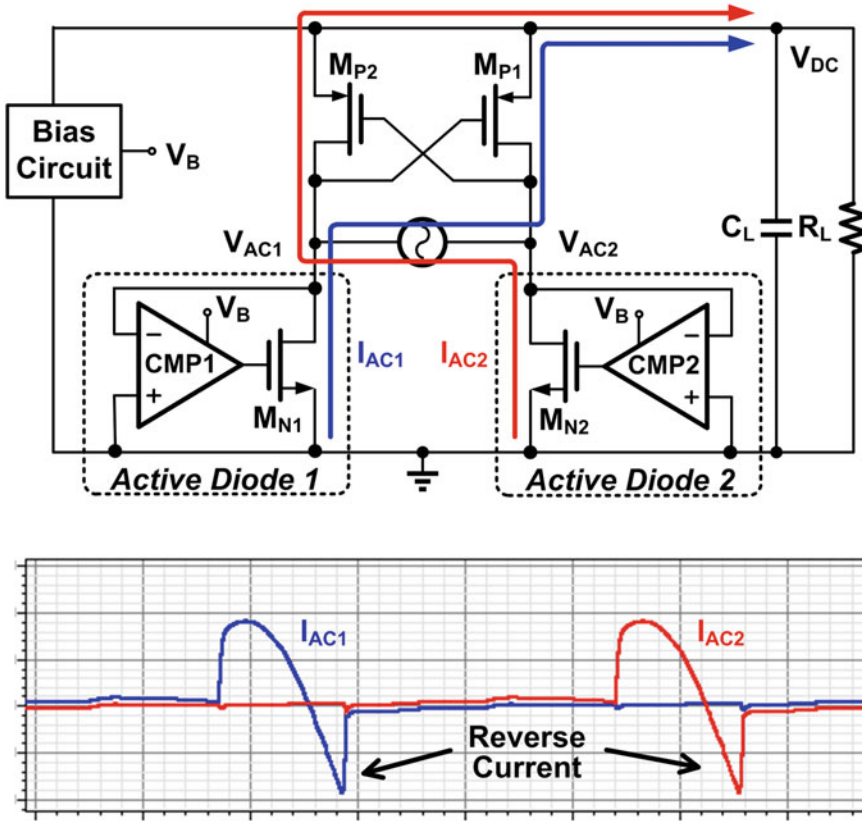 M_P2
M_P1
V_DC
Bias
Circuit
V_B
V_AC1
V_AC2
C_L
R_L
V_B
V_B
−
−
CMP1
CMP2
+
+
I_AC1
I_AC2
M_N1
M_N2
Active Diode 1
Active Diode 2
I_AC1
I_AC2
Reverse
Current